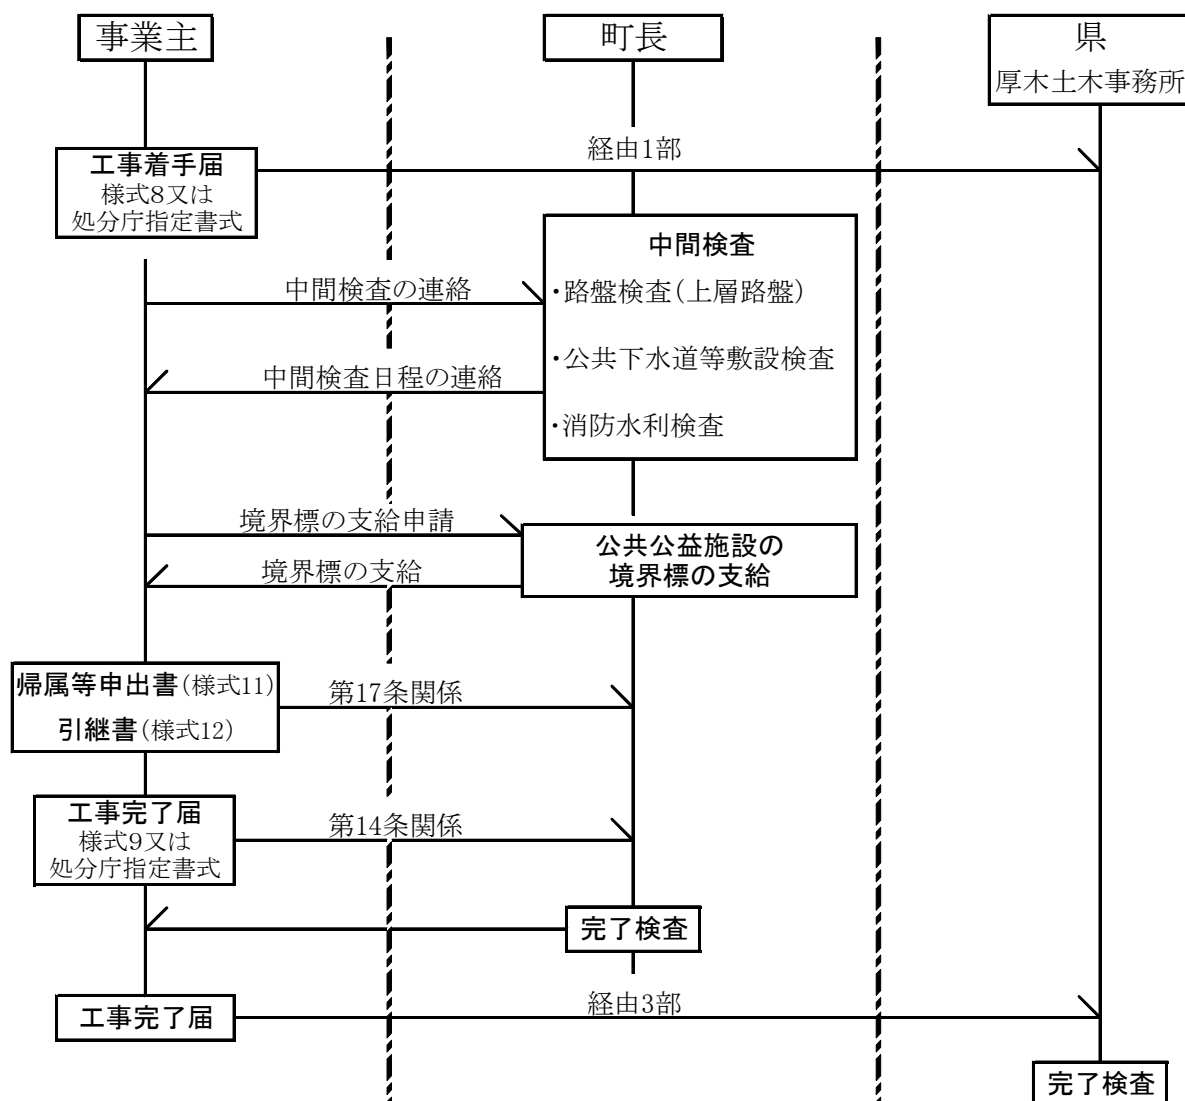 事業主
町長
県
厚木土木事務所
経由1部
工事着手届
様式8又は
処分庁指定書式
中間検査
中間検査の連絡
・路盤検査(上層路盤)
・公共下水道等敷設検査
中間検査日程の連絡
・消防水利検査
境界標の支給申請
公共公益施設の
境界標の支給
境界標の支給
帰属等申出書(様式11)
引継書(様式12)
第17条関係
工事完了届
様式9又は
処分庁指定書式
第14条関係
完了検査
工事完了届
経由3部
完了検査